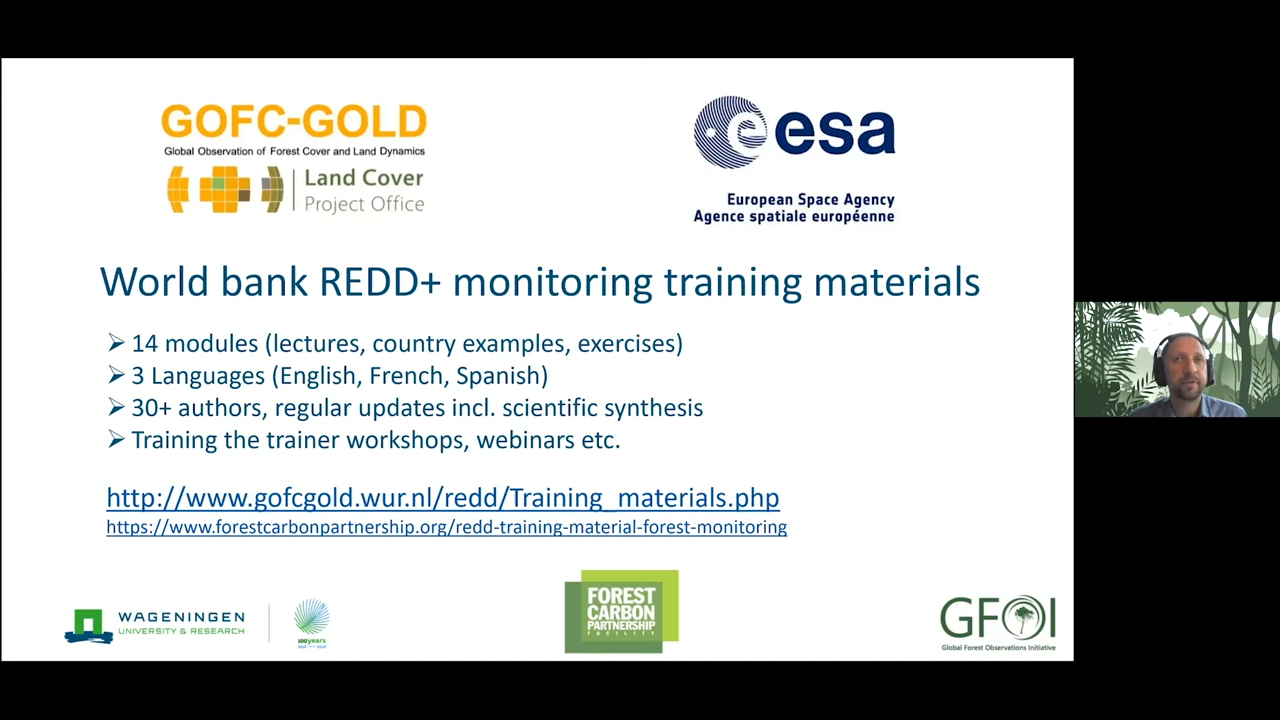 GOFC-GOLD
Global Observation of Forest Cover and Land Dynamics
Land Cover
Project Office
esa
European Space Agency
Agence spatiale européenne
World bank REDD+ monitoring training materials
14 modules (lectures, country examples, exercises)
3 Languages (English, French, Spanish)
30+ authors, regular updates incl. scientific synthesis
Training the trainer workshops, webinars etc.
http://www.gofcgold.wur.nl/redd/Training_materials.php
https://www.forestcarbonpartnership.org/redd-training-material-forest-monitoring
WAGENINGEN
UNIVERSITY & RESEARCH
100years
FOREST
CARBON
PARTNERSHIP
FACILITY
GFOI
Global Forest Observations Initiative